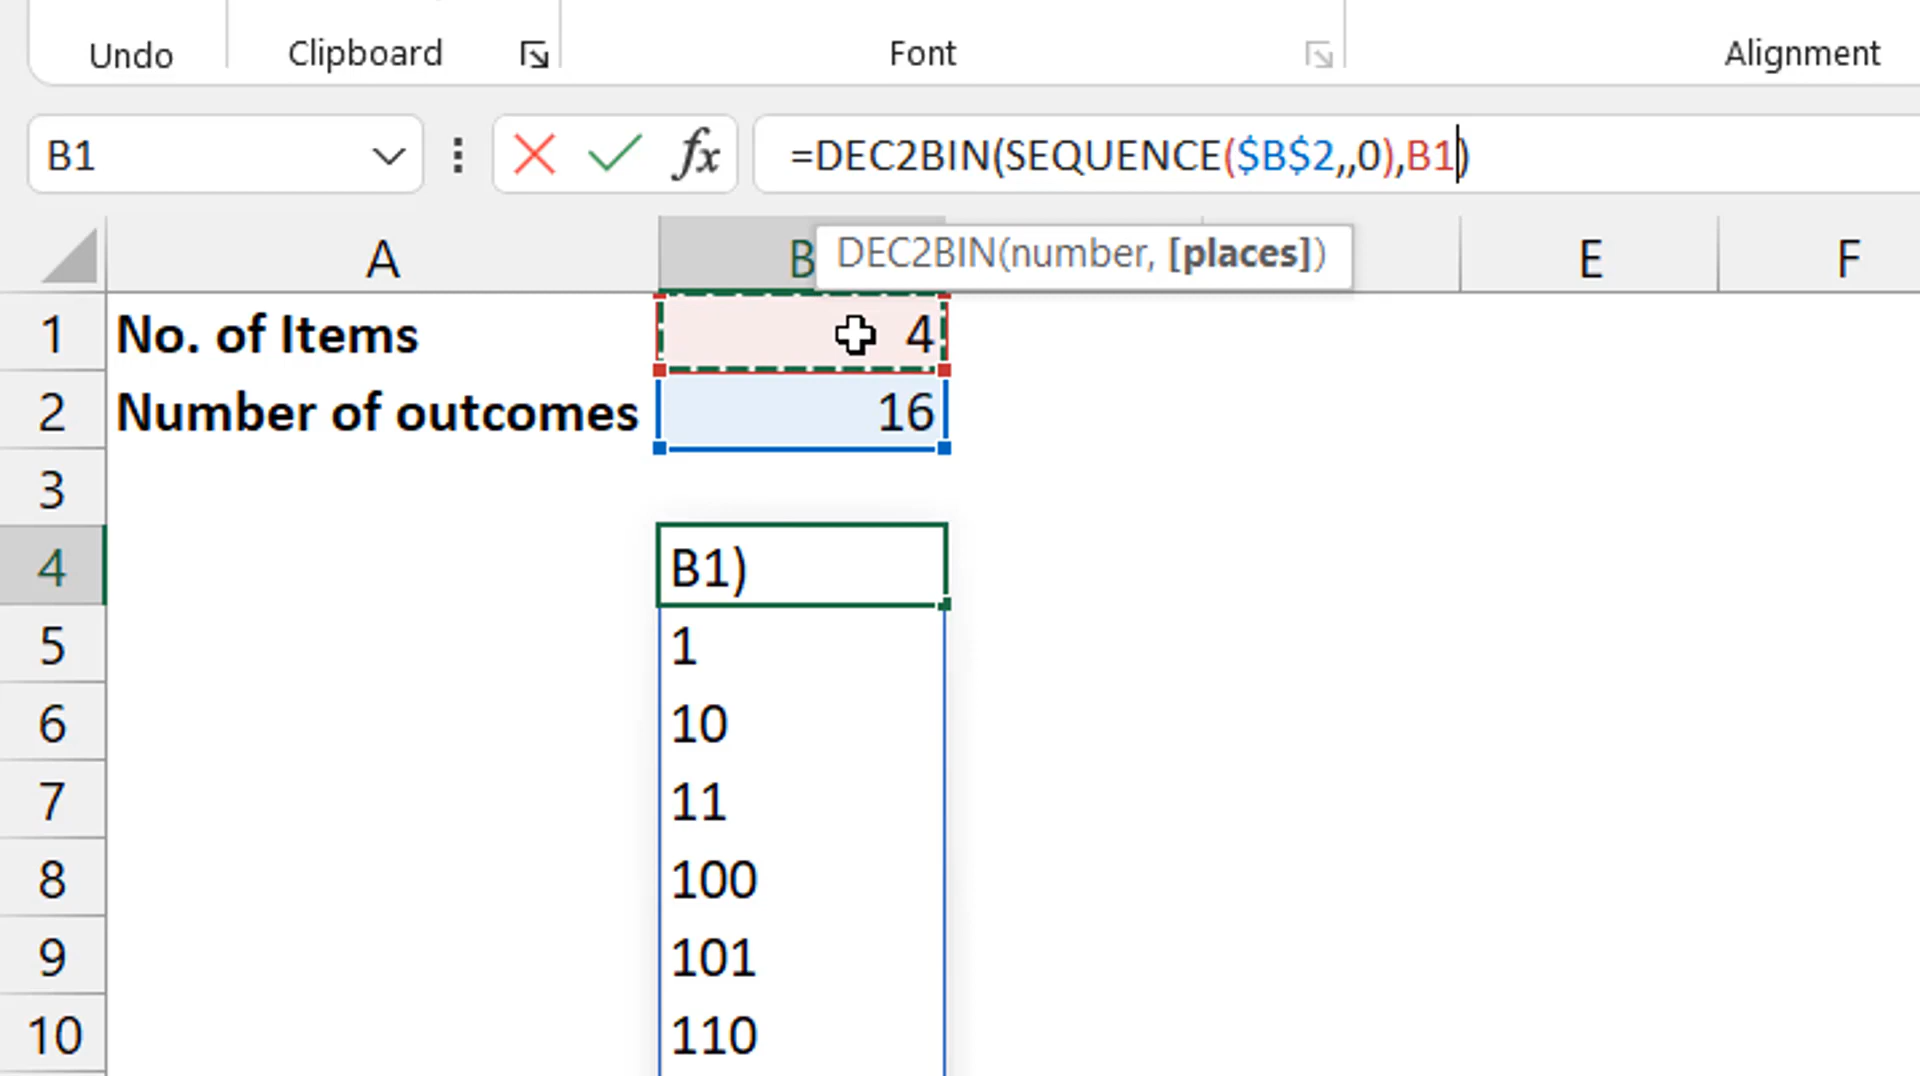 Undo Clipboard Font Alignment
B1 fx =DEC2BIN(SEQUENCE($B$2,,0),B1)
DEC2BIN(number, [places])
A B E F
1 No. of Items 4
2 Number of outcomes 16
3
4 B1)
5 1
6 10
7 11
8 100
9 101
10 110